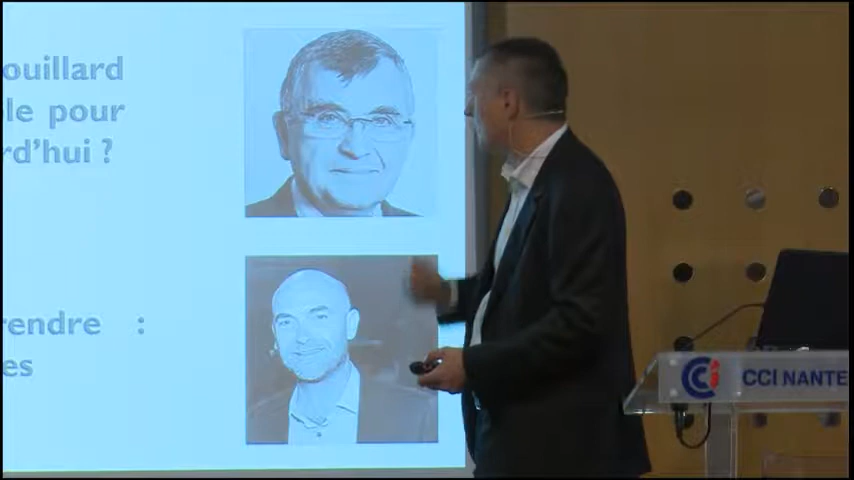 ouillard
le pour
rd'hui ?
rendre :
es
CCI NANTE